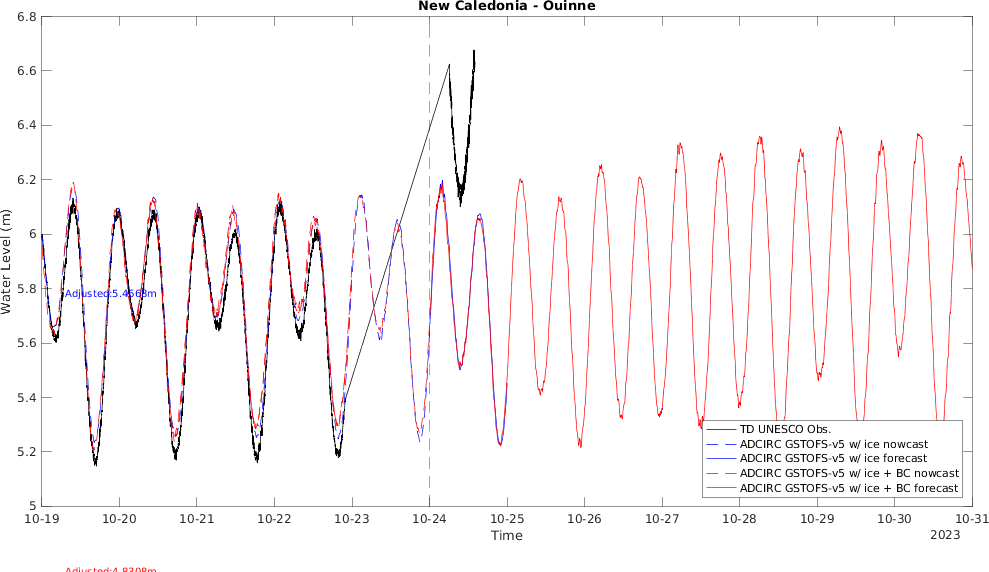 New Caledonia - Ouinne
6.8
6.6
6.4
6.2
6
5.8
5.6
5.4
5.2
5
Water Level (m)
Adjusted:5.4563m
TD UNESCO Obs.
ADCIRC GSTOFS-v5 w/ ice nowcast
ADCIRC GSTOFS-v5 w/ ice forecast
ADCIRC GSTOFS-v5 w/ ice + BC nowcast
ADCIRC GSTOFS-v5 w/ ice + BC forecast
10-19 10-20 10-21 10-22 10-23 10-24 10-25 10-26 10-27 10-28 10-29 10-30 10-31
Time
2023
Adjusted:4.8308m